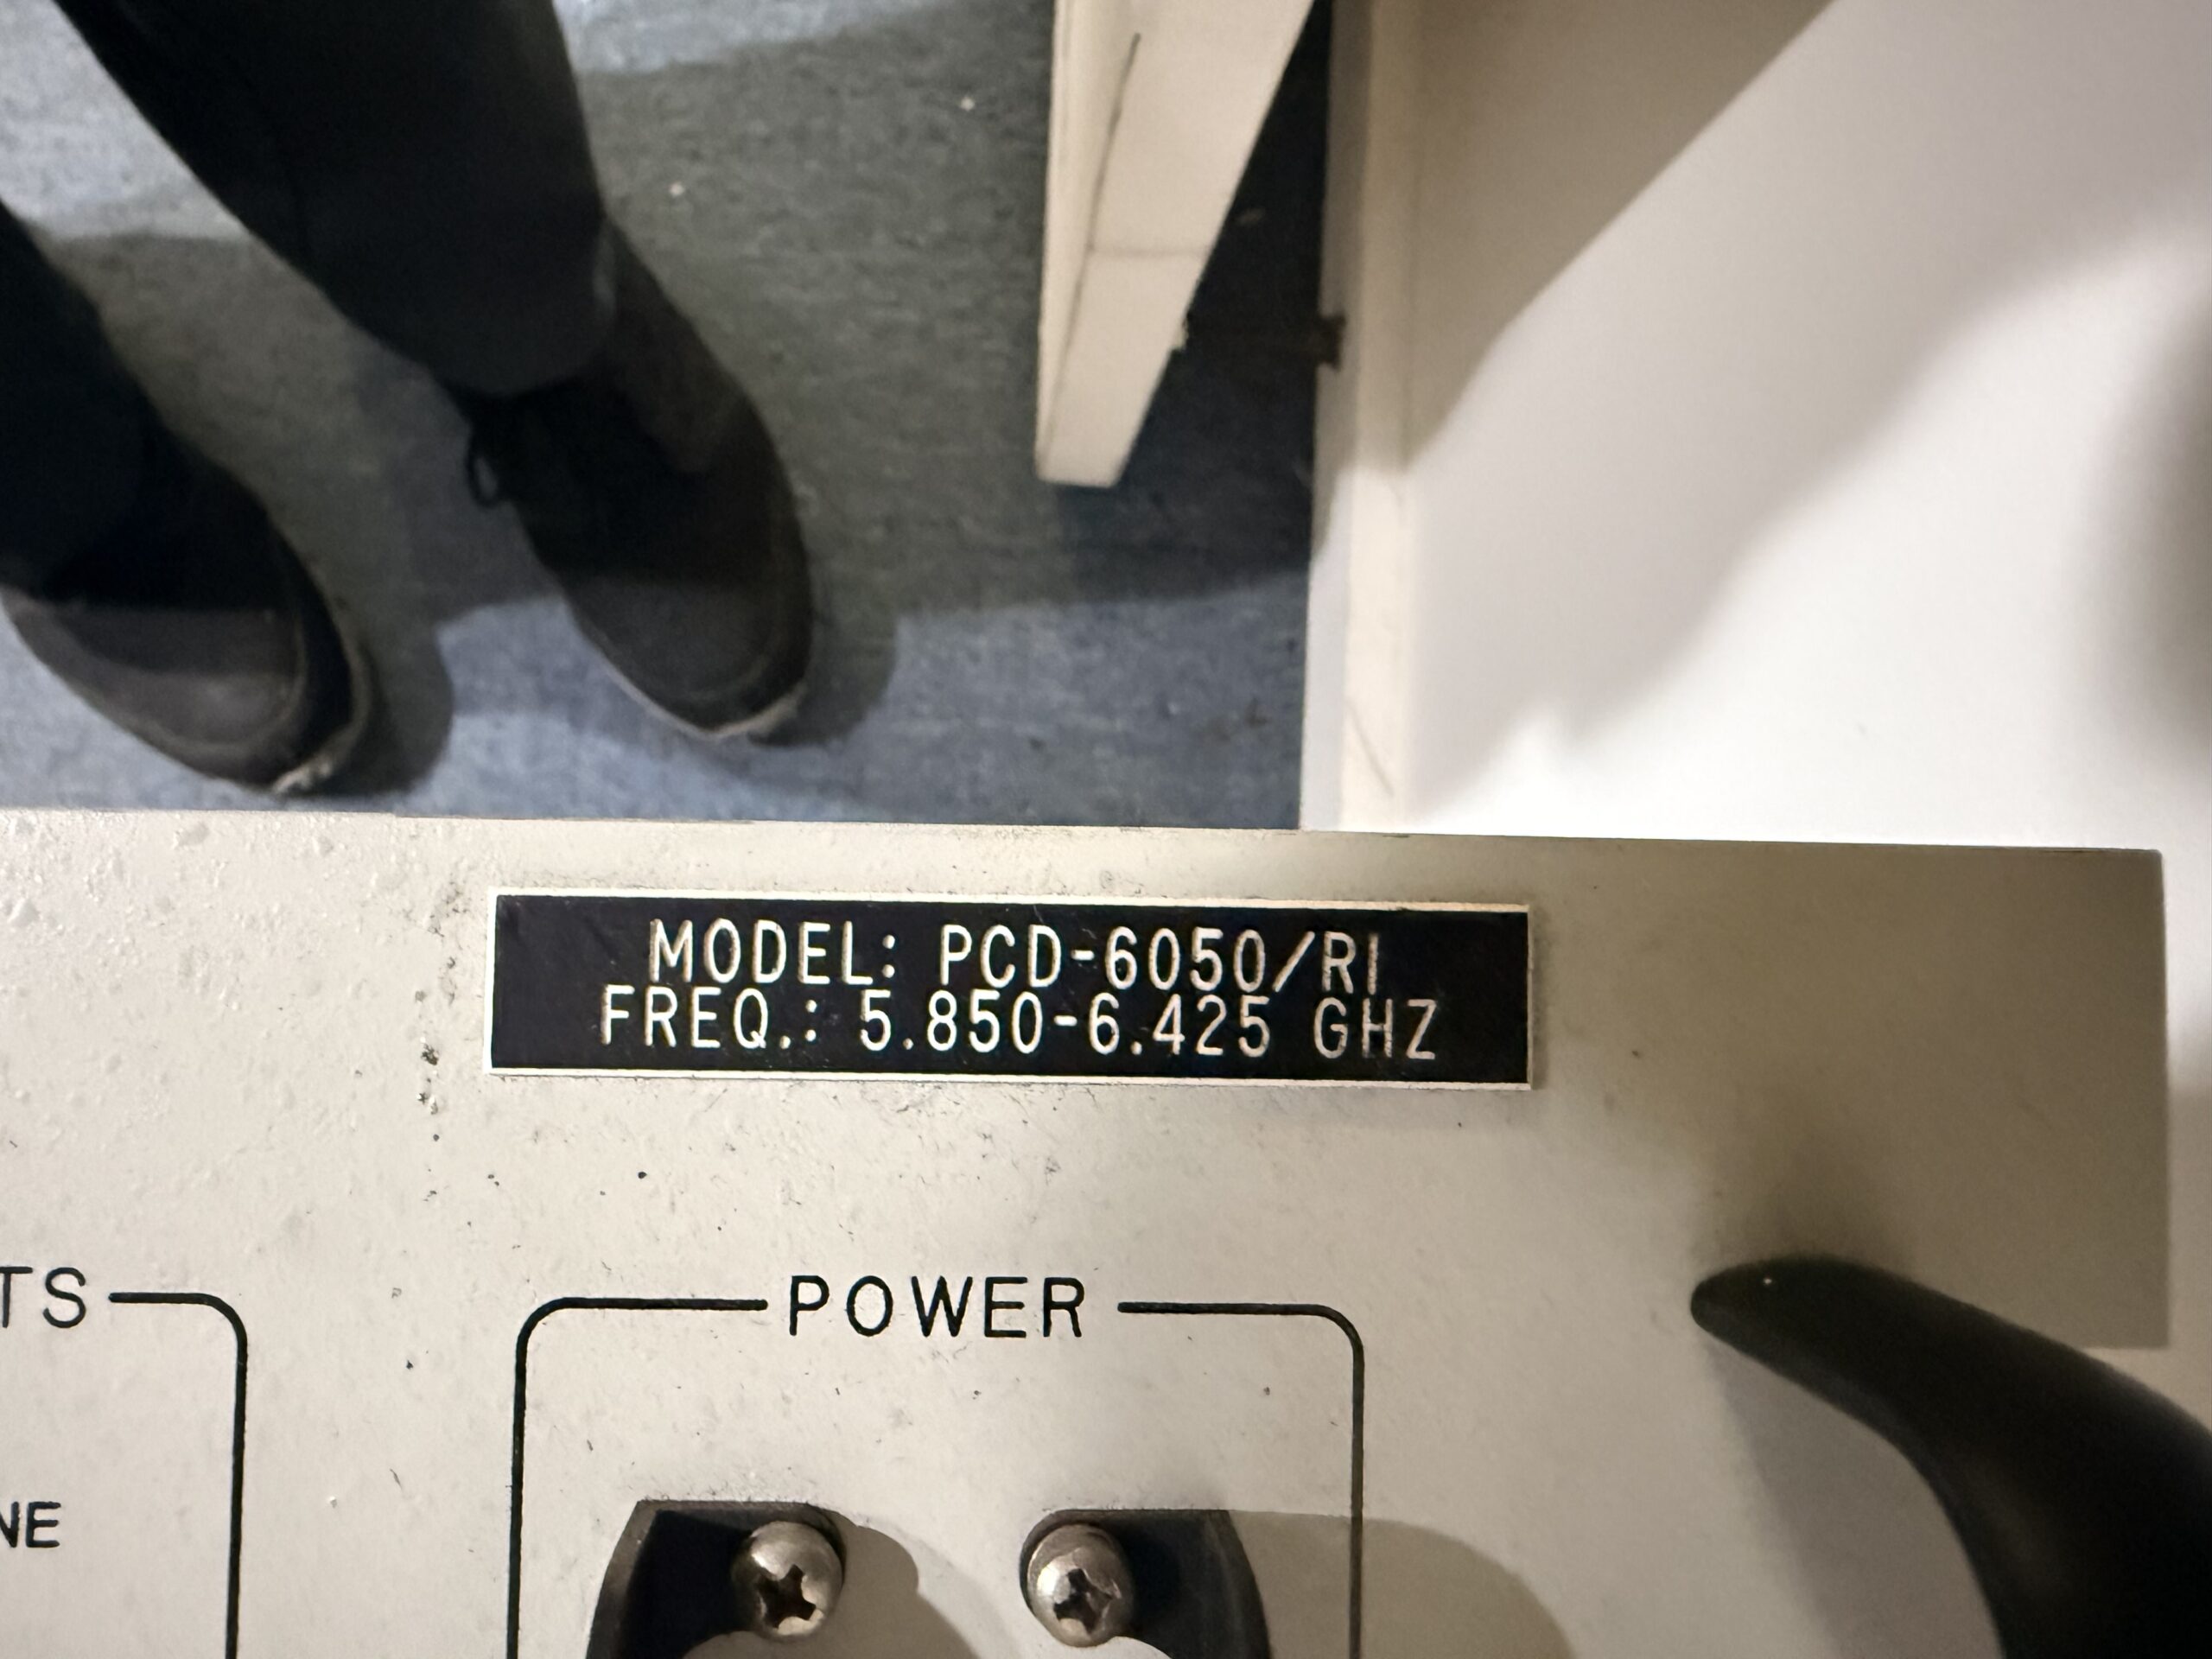 MODEL: PCD-6050/RI
FREQ.: 5.850-6.425 GHZ
TS
POWER
NE